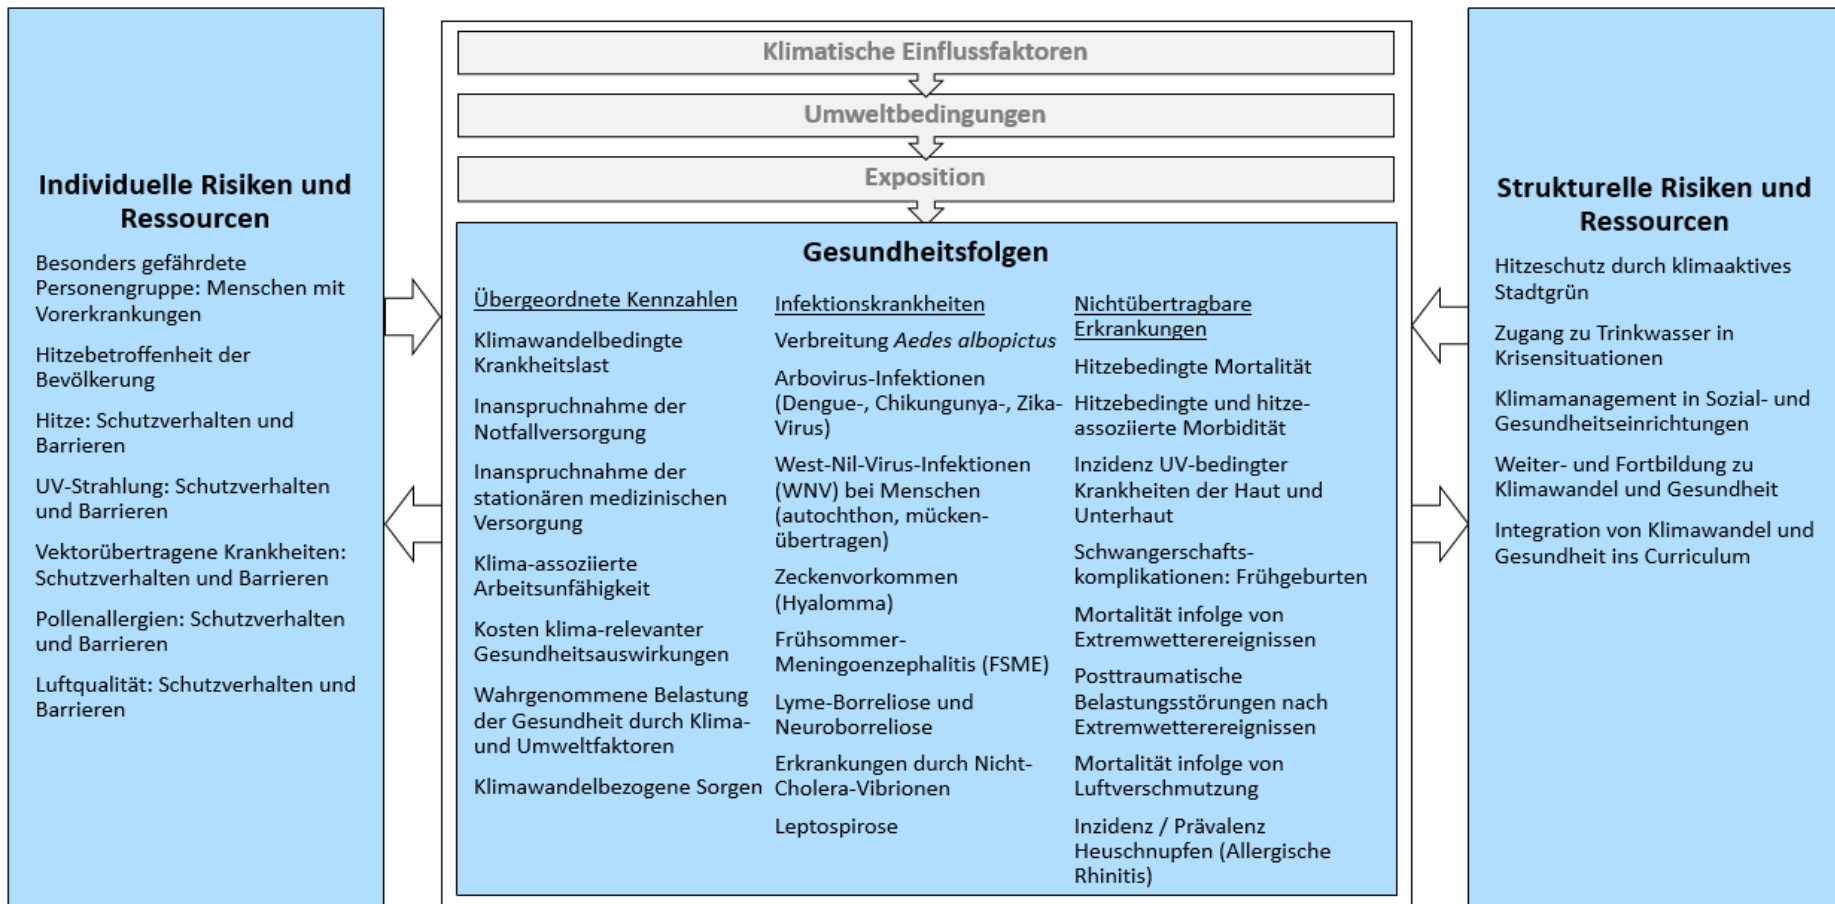 Individuelle Risiken und
Ressourcen
Besonders gefährdete
Personengruppe: Menschen mit
Vorerkrankungen
Hitzebetroffenheit der
Bevölkerung
Hitze: Schutzverhalten und
Barrieren
UV-Strahlung: Schutzverhalten
und Barrieren
Vektorübertragene Krankheiten:
Schutzverhalten und Barrieren
Pollenallergien: Schutzverhalten
und Barrieren
Luftqualität: Schutzverhalten und
Barrieren
Klimatische Einflussfaktoren
Umweltbedingungen
Exposition
Gesundheitsfolgen
Übergeordnete Kennzahlen
Klimawandelbedingte
Krankheitslast
Inanspruchnahme der
Notfallversorgung
Inanspruchnahme der
stationären medizinischen
Versorgung
Klima-assoziierte
Arbeitsunfähigkeit
Kosten klima-relevanter
Gesundheitsauswirkungen
Wahrgenommene Belastung
der Gesundheit durch Klima-
und Umweltfaktoren
Klimawandelbezogene Sorgen
Infektionskrankheiten
Verbreitung Aedes albopictus
Arbovirus-Infektionen
(Dengue-, Chikungunya-, Zika-
Virus)
West-Nil-Virus-Infektionen
(WNV) bei Menschen
(autochthon, mücken-
übertragen)
Zeckenvorkommen
(Hyalomma)
Frühsommer-
Meningoenzephalitis (FSME)
Lyme-Borreliose und
Neuroborreliose
Erkrankungen durch Nicht-
Cholera-Vibrionen
Leptospirose
Nichtübertragbare
Erkrankungen
Hitzebedingte Mortalität
Hitzebedingte und hitze-
assoziierte Morbidität
Inzidenz UV-bedingter
Krankheiten der Haut und
Unterhaut
Schwangerschafts-
komplikationen: Frühgeburten
Mortalität infolge von
Extremwetterereignissen
Posttraumatische
Belastungsstörungen nach
Extremwetterereignissen
Mortalität infolge von
Luftverschmutzung
Inzidenz / Prävalenz
Heuschnupfen (Allergische
Rhinitis)
Strukturelle Risiken und
Ressourcen
Hitzeschutz durch klimaaktives
Stadtgrün
Zugang zu Trinkwasser in
Krisensituationen
Klimamanagement in Sozial- und
Gesundheitseinrichtungen
Weiter- und Fortbildung zu
Klimawandel und Gesundheit
Integration von Klimawandel und
Gesundheit ins Curriculum